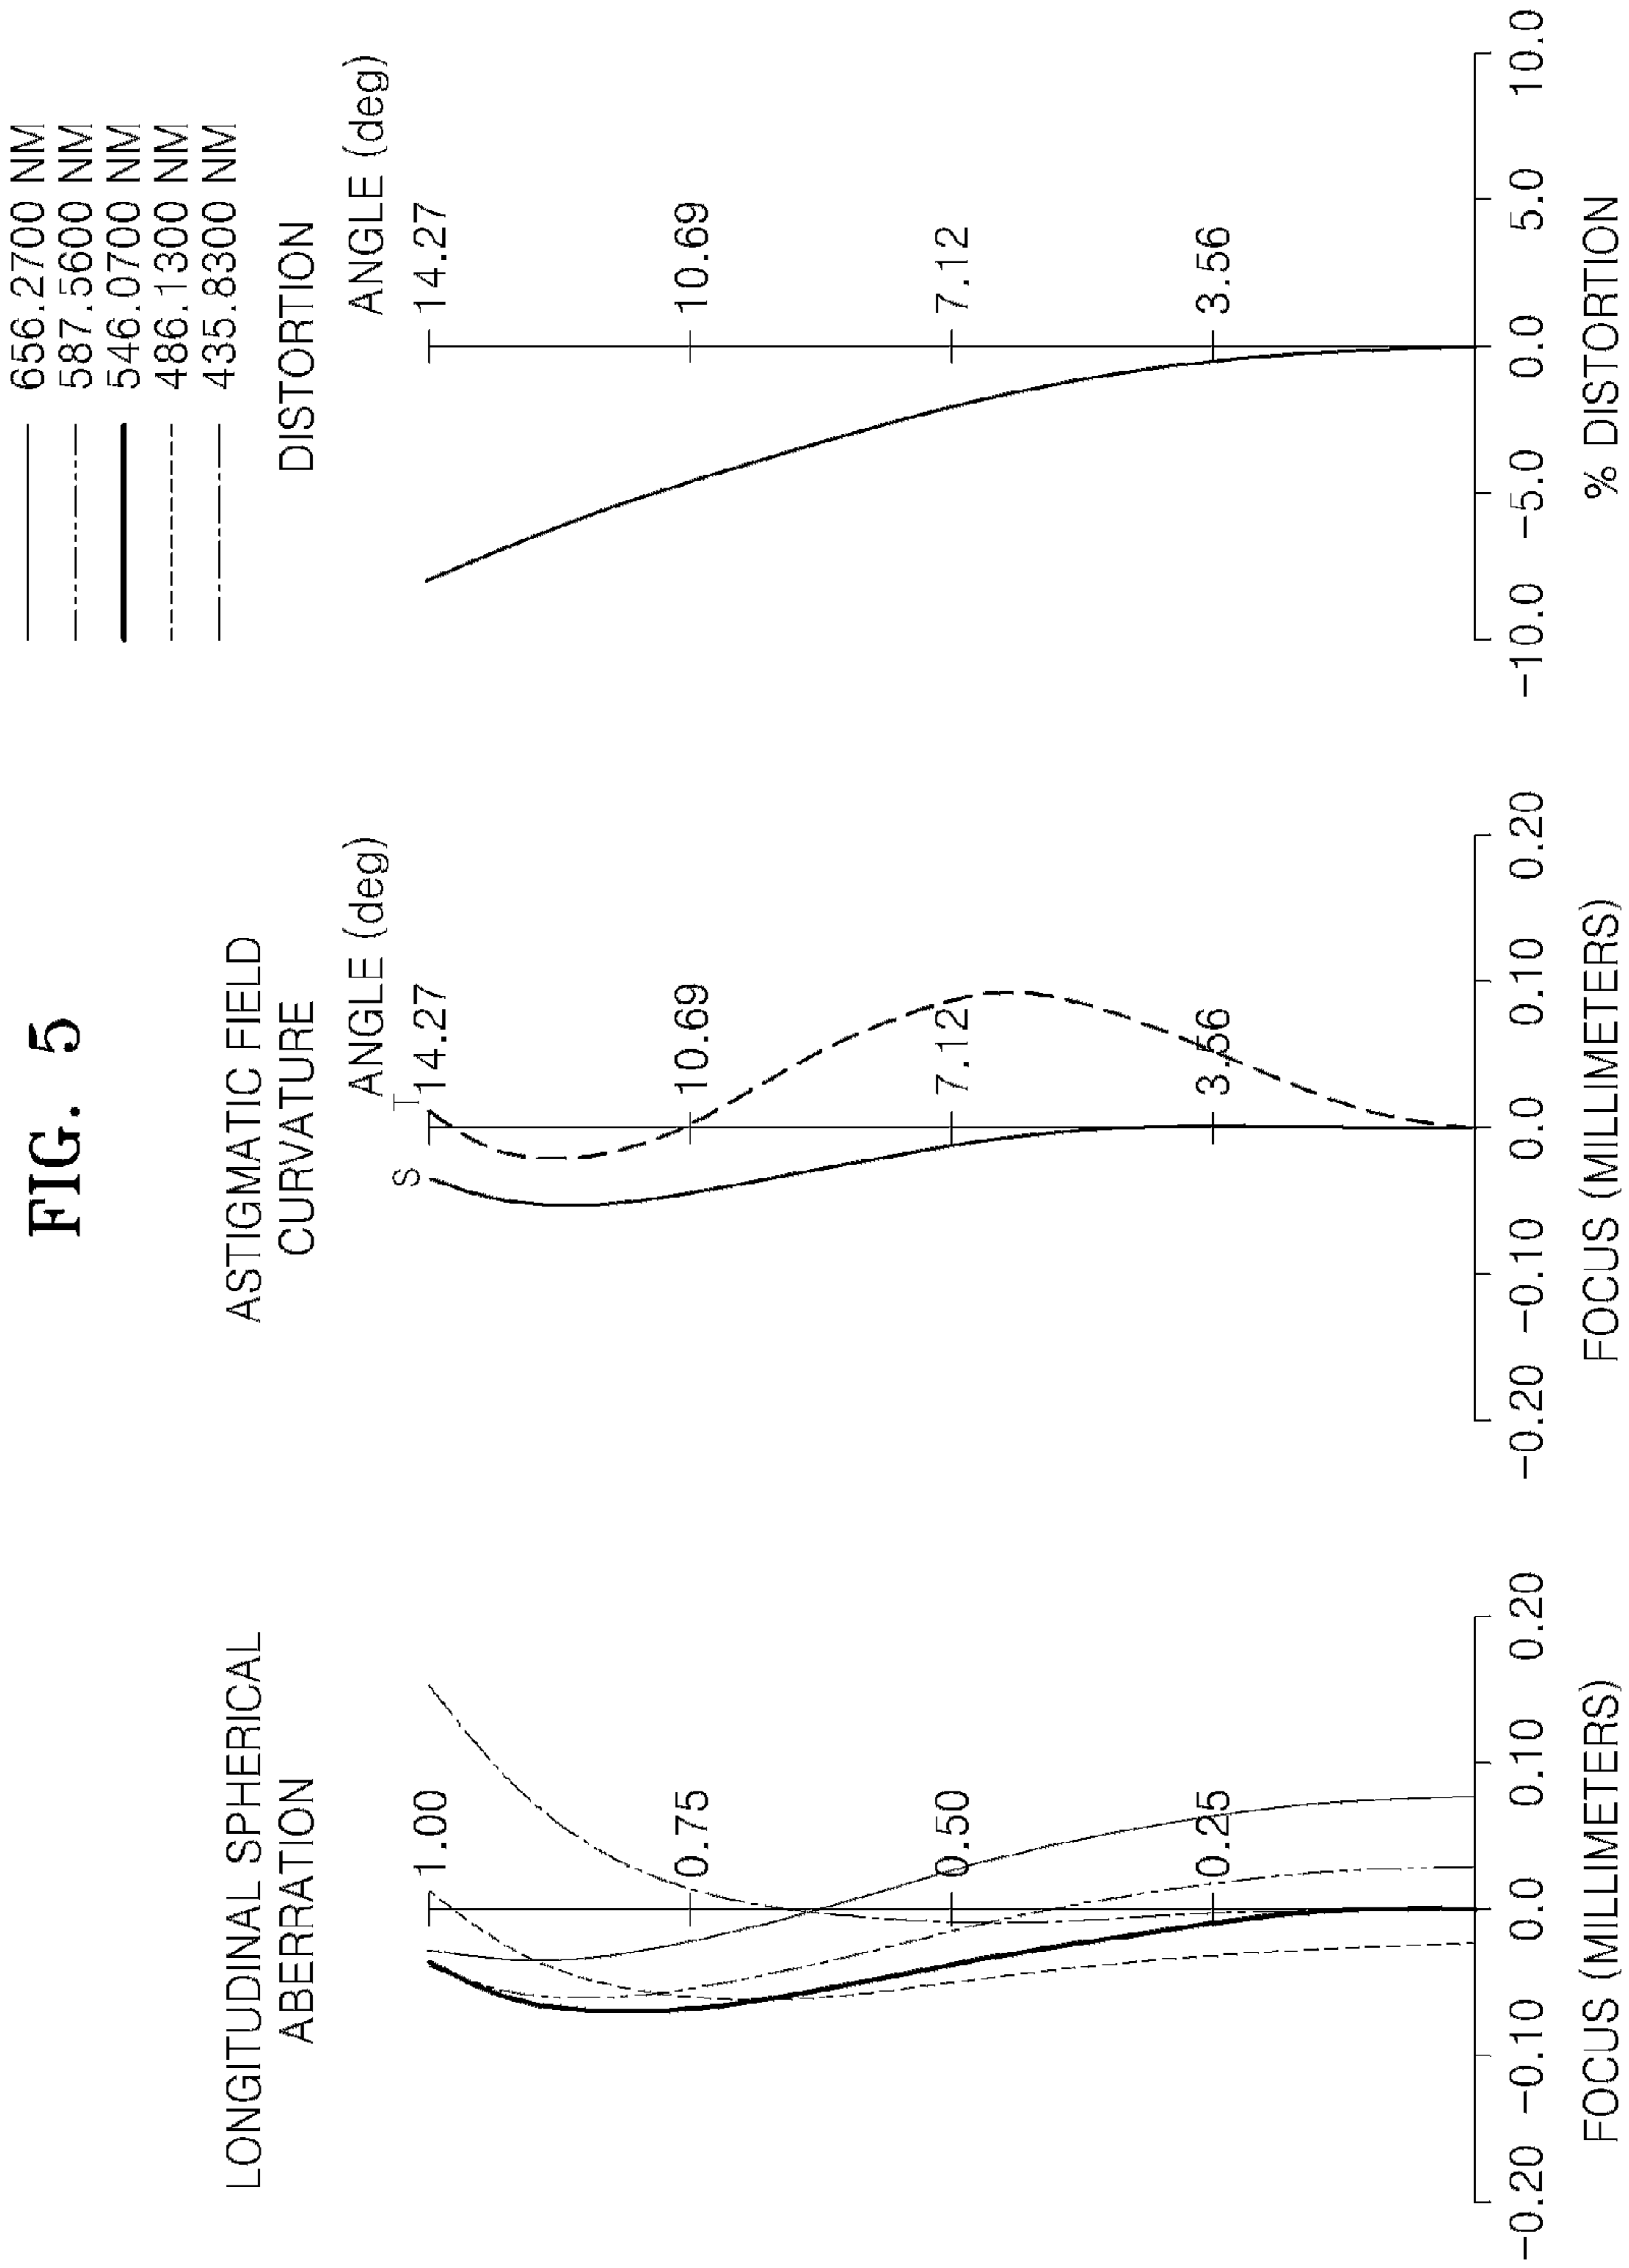 FIG. 5
656.2700 NM
587.5600 NM
546.0700 NM
486.1300 NM
435.8300 NM
LONGITUDINAL SPHERICAL
ABERRATION
1.00
0.75
0.50
0.25
-0.20 -0.10 0.0 0.10 0.20
FOCUS (MILLIMETERS)
ASTIGMATIC FIELD
CURVATURE
ANGLE (deg)
S T
14.27
10.69
7.12
3.56
-0.20 -0.10 0.0 0.10 0.20
FOCUS (MILLIMETERS)
DISTORTION
ANGLE (deg)
14.27
10.69
7.12
3.56
-10.0 -5.0 0.0 5.0 10.0
% DISTORTION